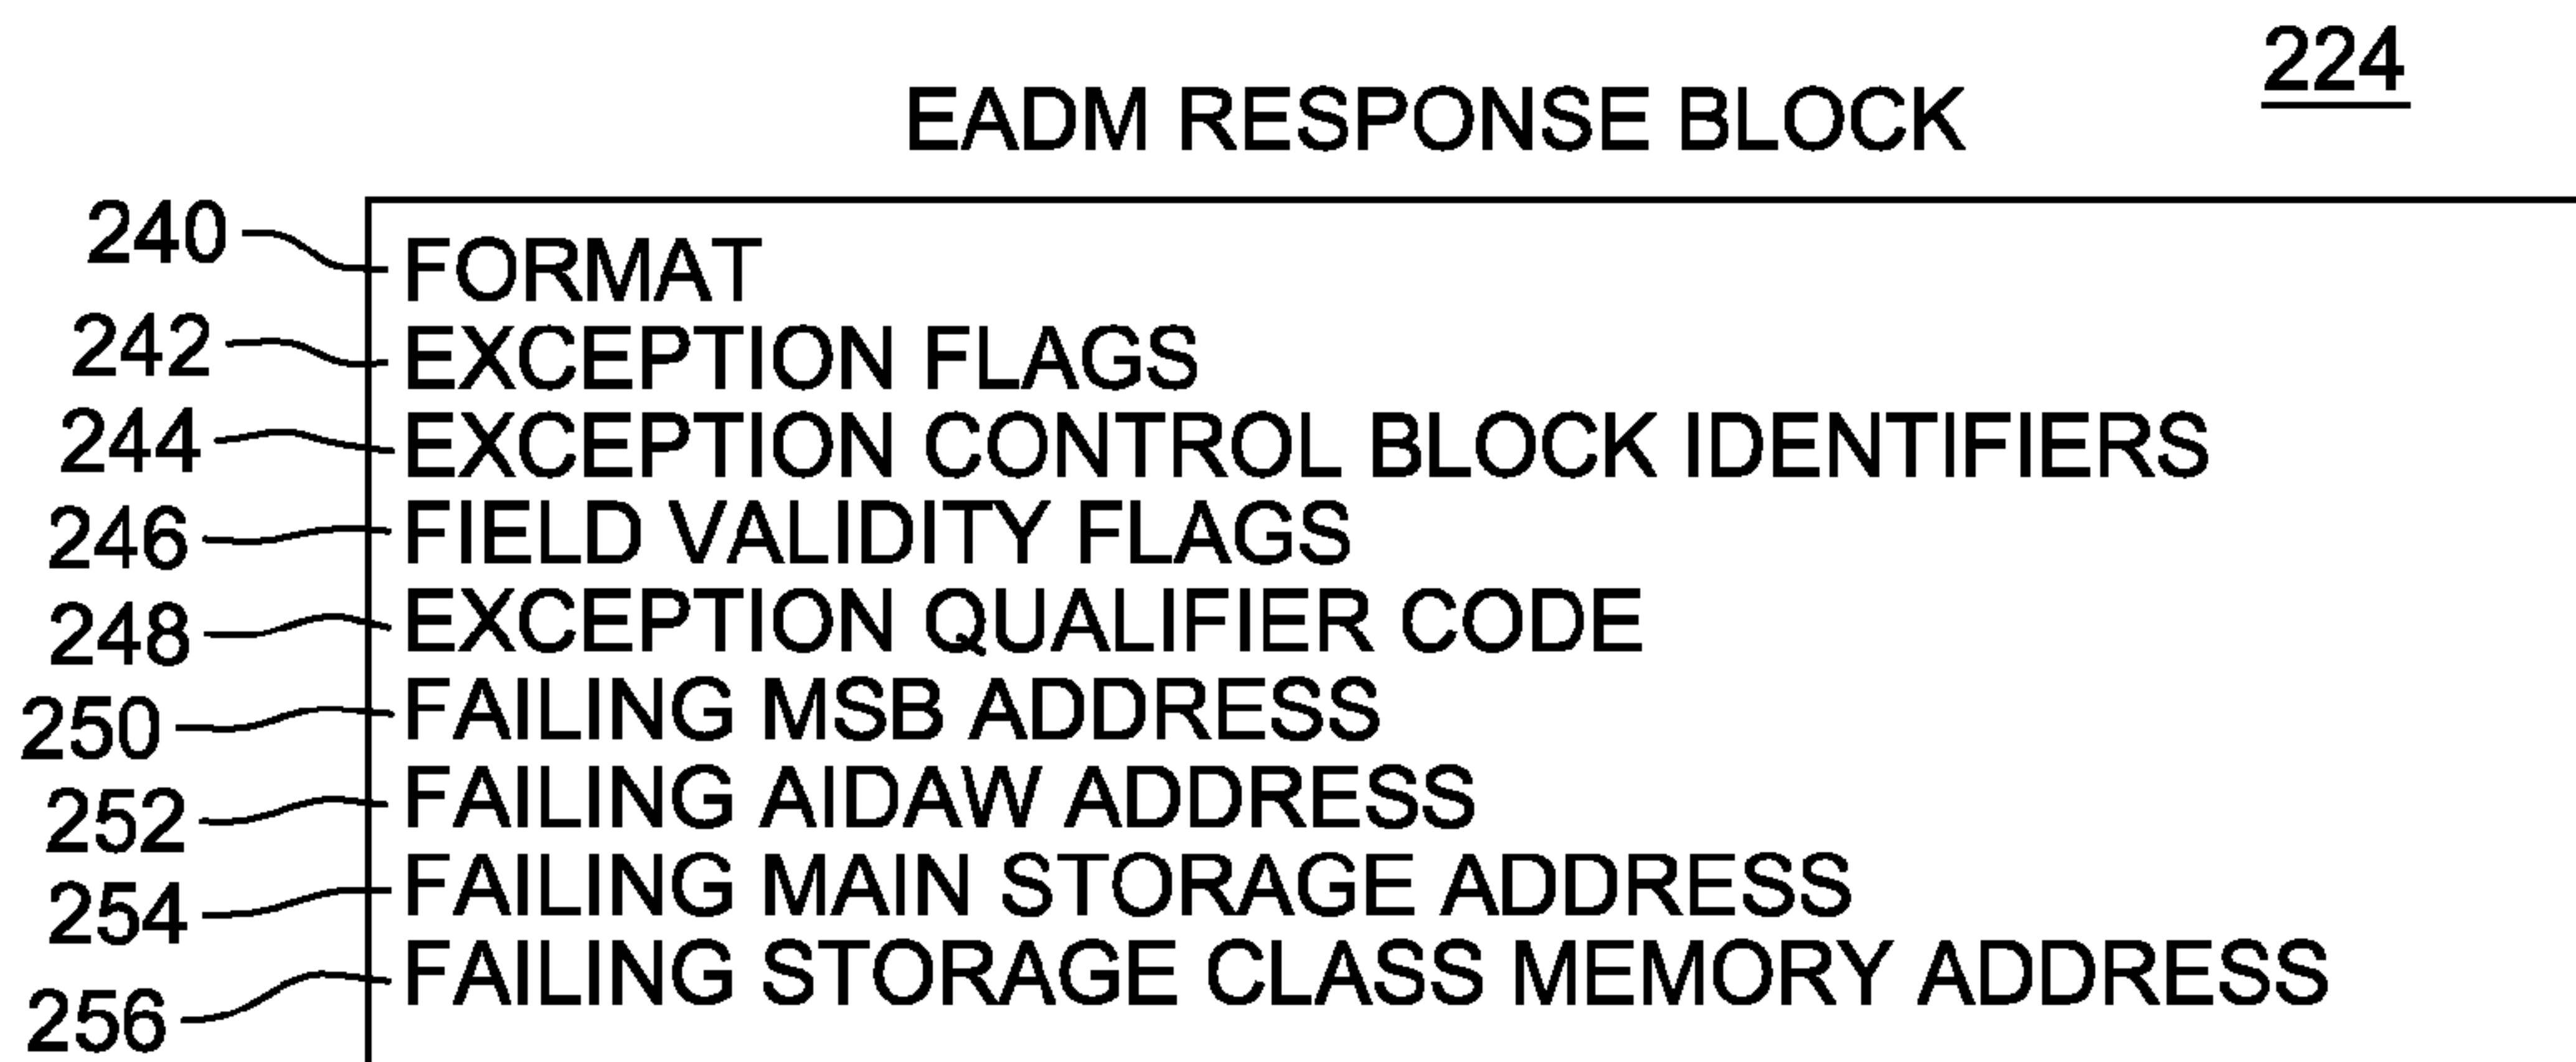 224
EADM RESPONSE BLOCK
240 FORMAT
242 EXCEPTION FLAGS
244 EXCEPTION CONTROL BLOCK IDENTIFIERS
246 FIELD VALIDITY FLAGS
248 EXCEPTION QUALIFIER CODE
250 FAILING MSB ADDRESS
252 FAILING AIDAW ADDRESS
254 FAILING MAIN STORAGE ADDRESS
256 FAILING STORAGE CLASS MEMORY ADDRESS